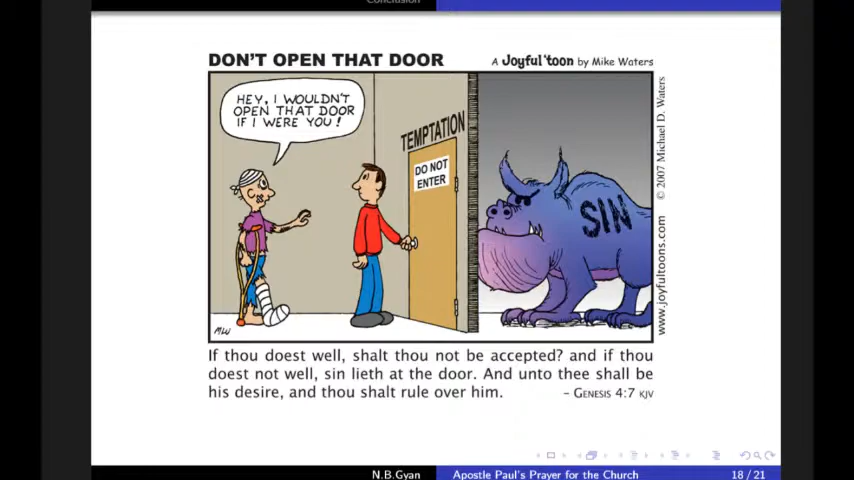 Conclusion
DON'T OPEN THAT DOOR
A Joyful 'toon by Mike Waters
HEY, I WOULDN'T
OPEN THAT DOOR
IF I WERE YOU!
TEMPTATION
DO NOT
ENTER
SIN
MW
© 2007 Michael D. Waters
www.joyfultoons.com
If thou doest well, shalt thou not be accepted? and if thou
doest not well, sin lieth at the door. And unto thee shall be
his desire, and thou shalt rule over him.
– GENESIS 4:7 KJV
N.B.Gyan
Apostle Paul's Prayer for the Church
18 / 21